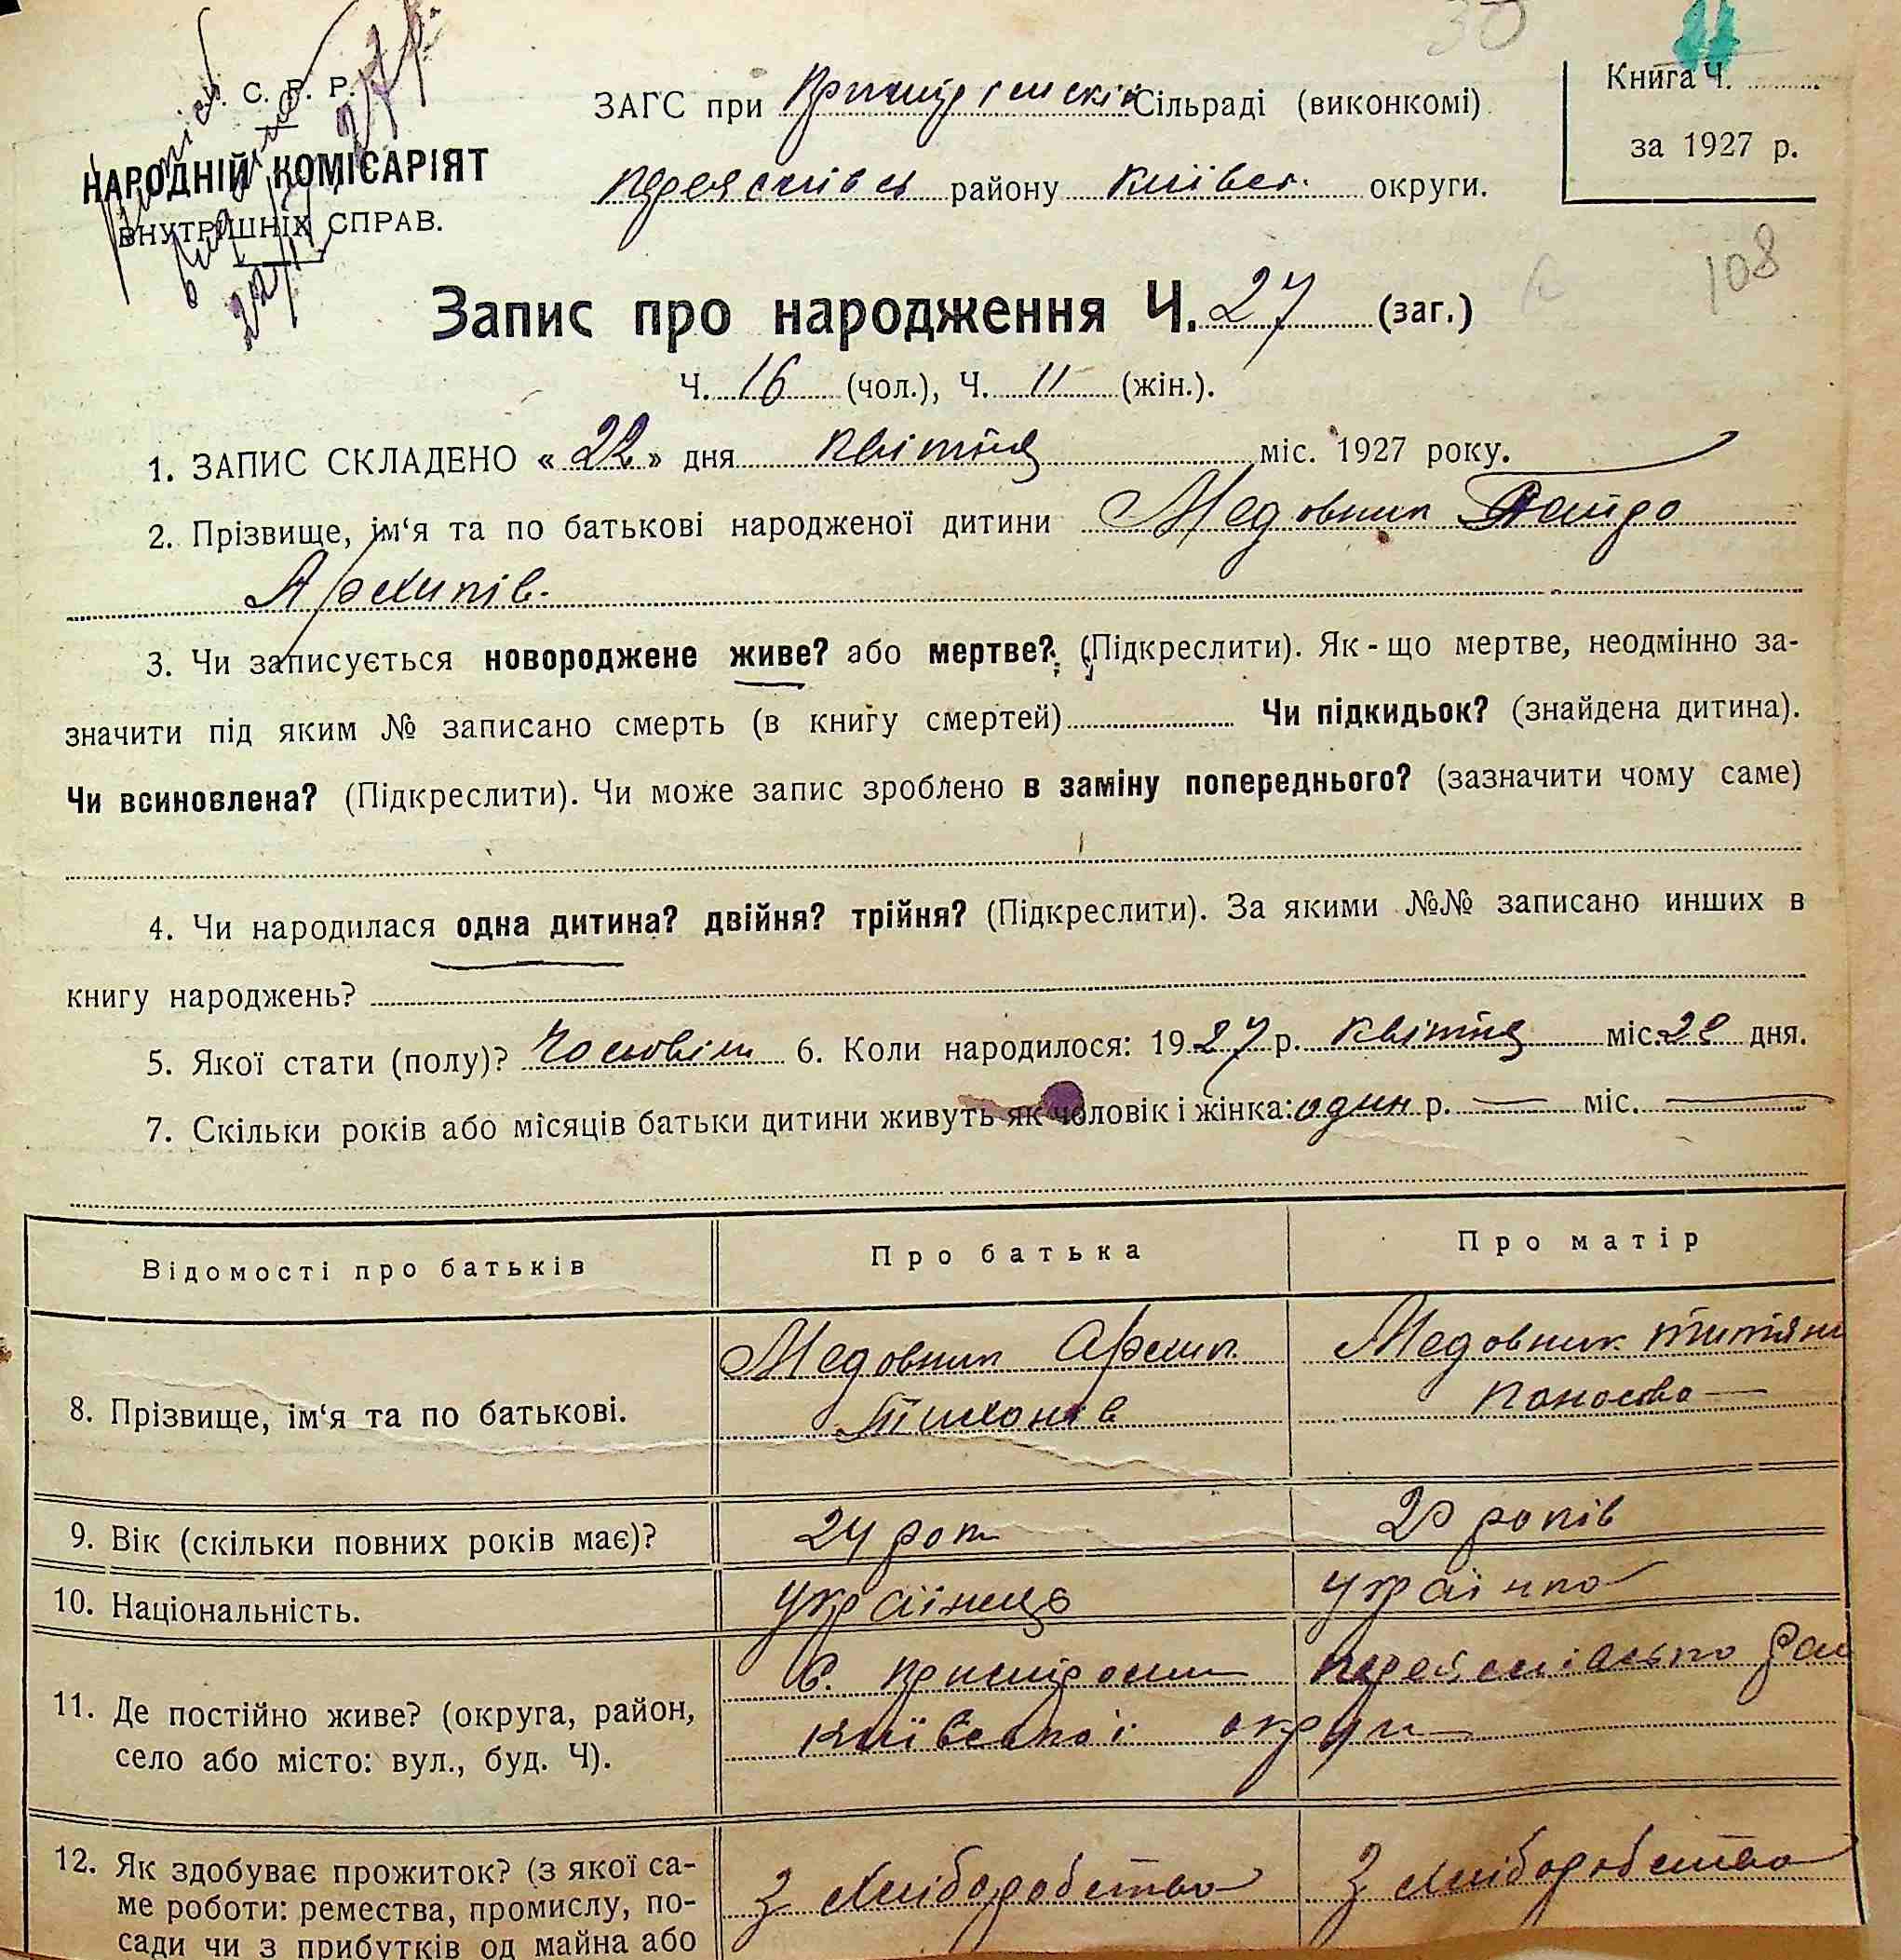 С. Р. Р.
ЗАГС при Сільраді (виконкомі)
Книга Ч.
за 1927 р.
НАРОДНІЙ КОМІСАРІЯТ
ВНУТРІШНІХ СПРАВ.
району Київськ. округи.
108
Запис про народження Ч. 27 (заг.)
Ч. 16 (чол.), Ч. 11 (жін.).
1. ЗАПИС СКЛАДЕНО « 22 » дня квітня міс. 1927 року.
2. Прізвище, ім‘я та по батькові народженої дитини Медовник Петро
Архипів.
3. Чи записується новороджене живе? або мертве? (Підкреслити). Як-що мертве, неодмінно за-
значити під яким № записано смерть (в книгу смертей) Чи підкидьок? (знайдена дитина).
Чи всиновлена? (Підкреслити). Чи може запис зроблено в заміну попереднього? (зазначити чому саме)
4. Чи народилася одна дитина? двійня? трійня? (Підкреслити). За якими №№ записано инших в
книгу народжень?
5. Якої стати (полу)? 6. Коли народилося: 1927 р. квітня міс. дня.
7. Скільки років або місяців батьки дитини живуть як чоловік і жінка: один р. — міс. —
Відомості про батьків Про батька Про матір
Медовник Архип Медовник
8. Прізвище, ім‘я та по батькові. Тихонів Паносова
9. Вік (скільки повних років має)? 24 рок 20 років
10. Національність. Українець Українка
С.
11. Де постійно живе? (округа, район, Київської округи
село або місто: вул., буд. Ч).
12. Як здобуває прожиток? (з якої са- З хліборобства З хліборобства
ме роботи: ремества, промислу, по-
сади чи з прибутків од майна або